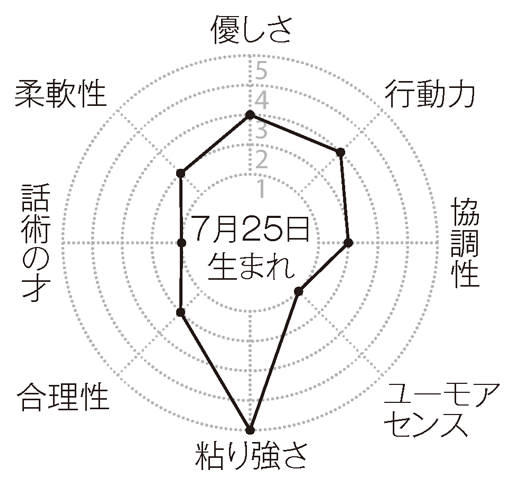 優しさ
行動力
協調性
ユーモア
センス
粘り強さ
合理性
話術の才
柔軟性
5
4
3
2
1
7月25日
生まれ